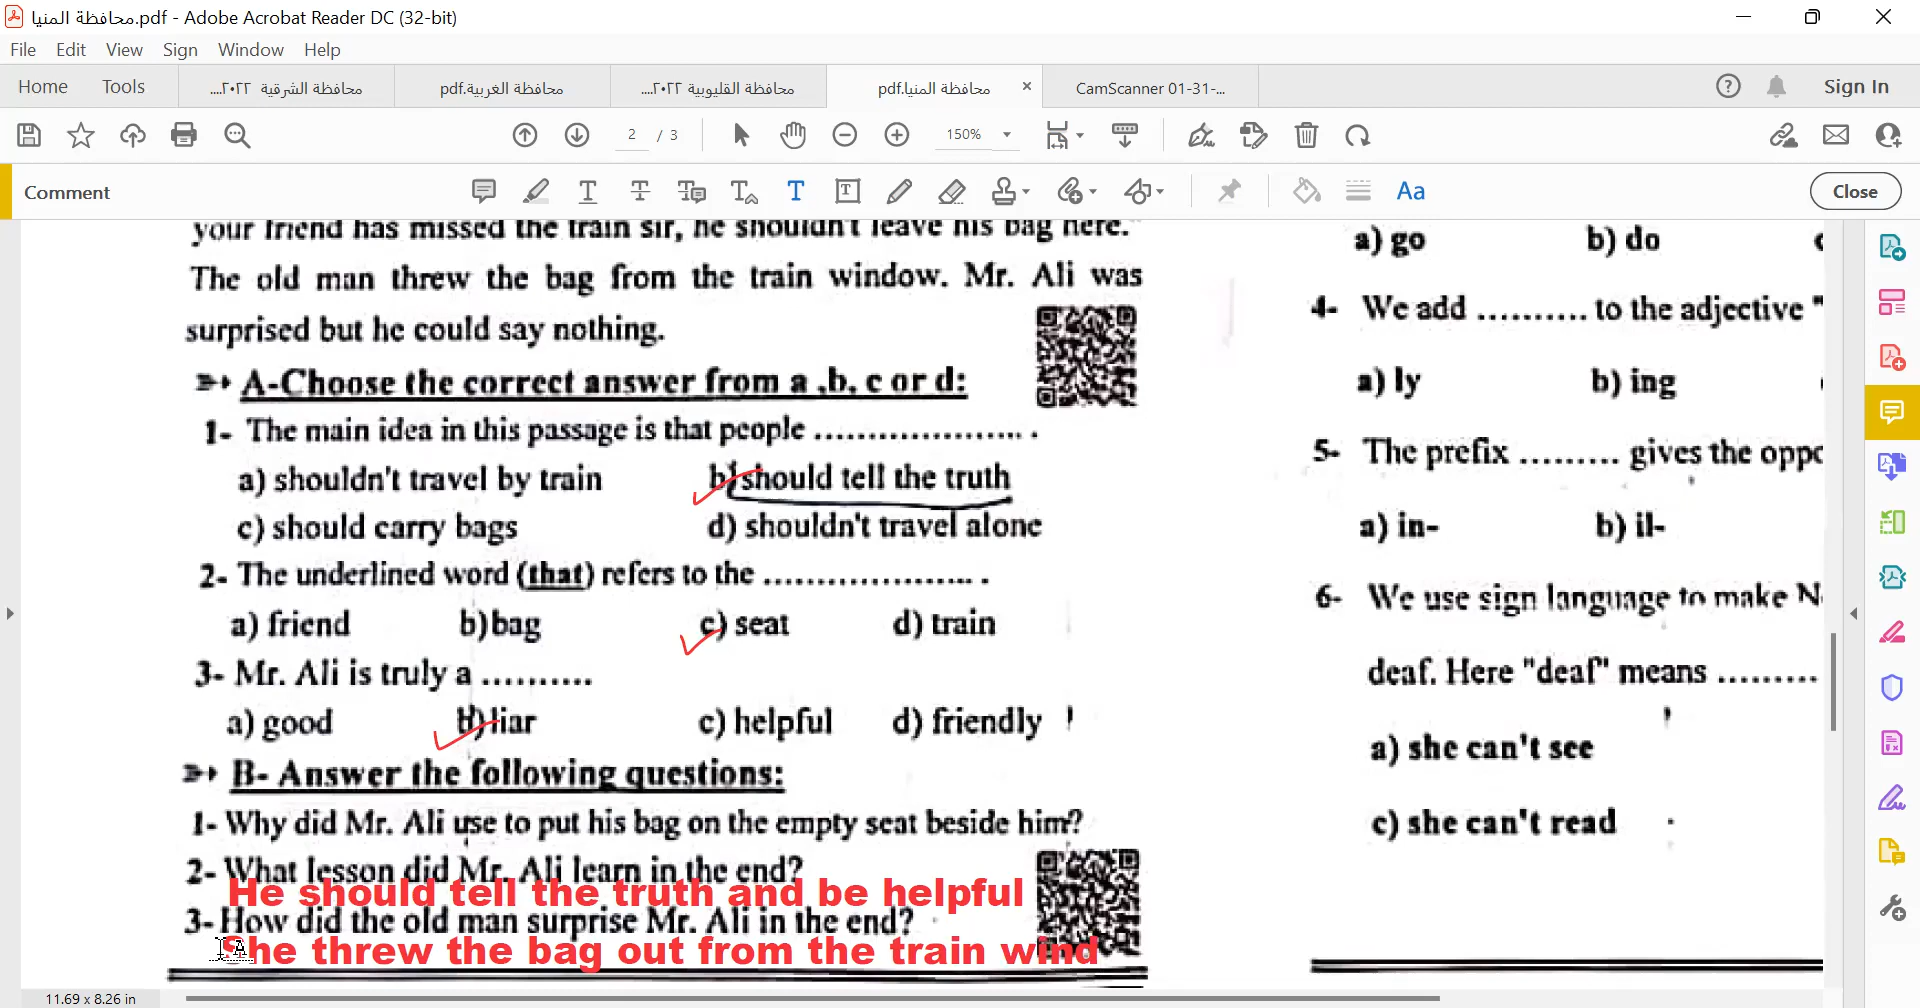 محافظة المنيا.pdf - Adobe Acrobat Reader DC (32-bit)
File Edit View Sign Window Help
Home Tools محافظة الشرقية ٢٠٢٢.... محافظة الغربية.pdf محافظة القليوبية ٢٠٢٢.... محافظة المنيا.pdf × CamScanner 01-31-... Sign In
2 / 3 150%
Comment Close
your friend has missed the train sir, he shouldn't leave his bag here."
The old man threw the bag from the train window. Mr. Ali was
surprised but he could say nothing.
A-Choose the correct answer from a ,b, c or d:
1- The main idea in this passage is that people ........................ .
a) shouldn't travel by train b) should tell the truth
c) should carry bags d) shouldn't travel alone
2- The underlined word (that) refers to the ........................ .
a) friend b)bag c) seat d) train
3- Mr. Ali is truly a ...........
a) good b) liar c) helpful d) friendly
B- Answer the following questions:
1- Why did Mr. Ali use to put his bag on the empty seat beside him?
2- What lesson did Mr. Ali learn in the end?
He should tell the truth and be helpful
3- How did the old man surprise Mr. Ali in the end?
She threw the bag out from the train wind
a) go b) do
4- We add ........... to the adjective "
a) ly b) ing
5- The prefix .......... gives the oppo
a) in- b) il-
6- We use sign language to make N
deaf. Here "deaf" means ..........
a) she can't see
c) she can't read
11.69 x 8.26 in